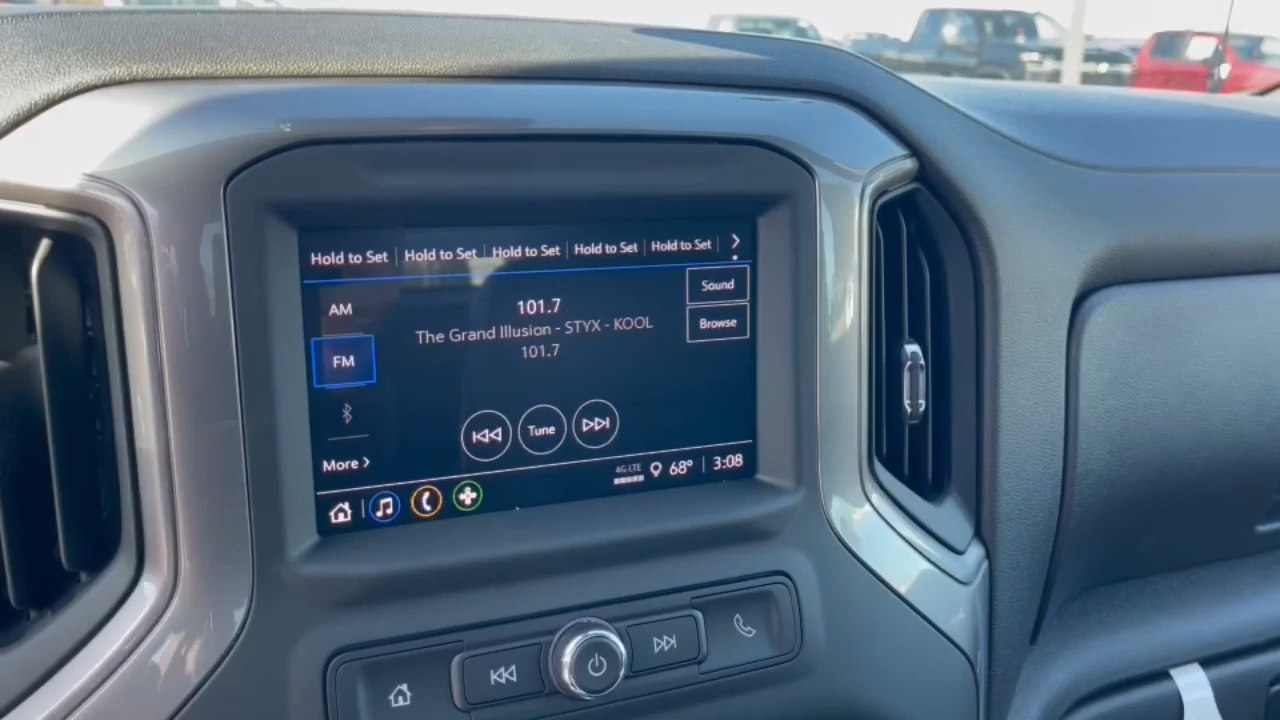 Hold to Set Hold to Set Hold to Set Hold to Set Hold to Set
AM
FM
More
101.7
The Grand Illusion - STYX - KOOL
101.7
Sound
Browse
Tune
4G LTE
68° 3:08